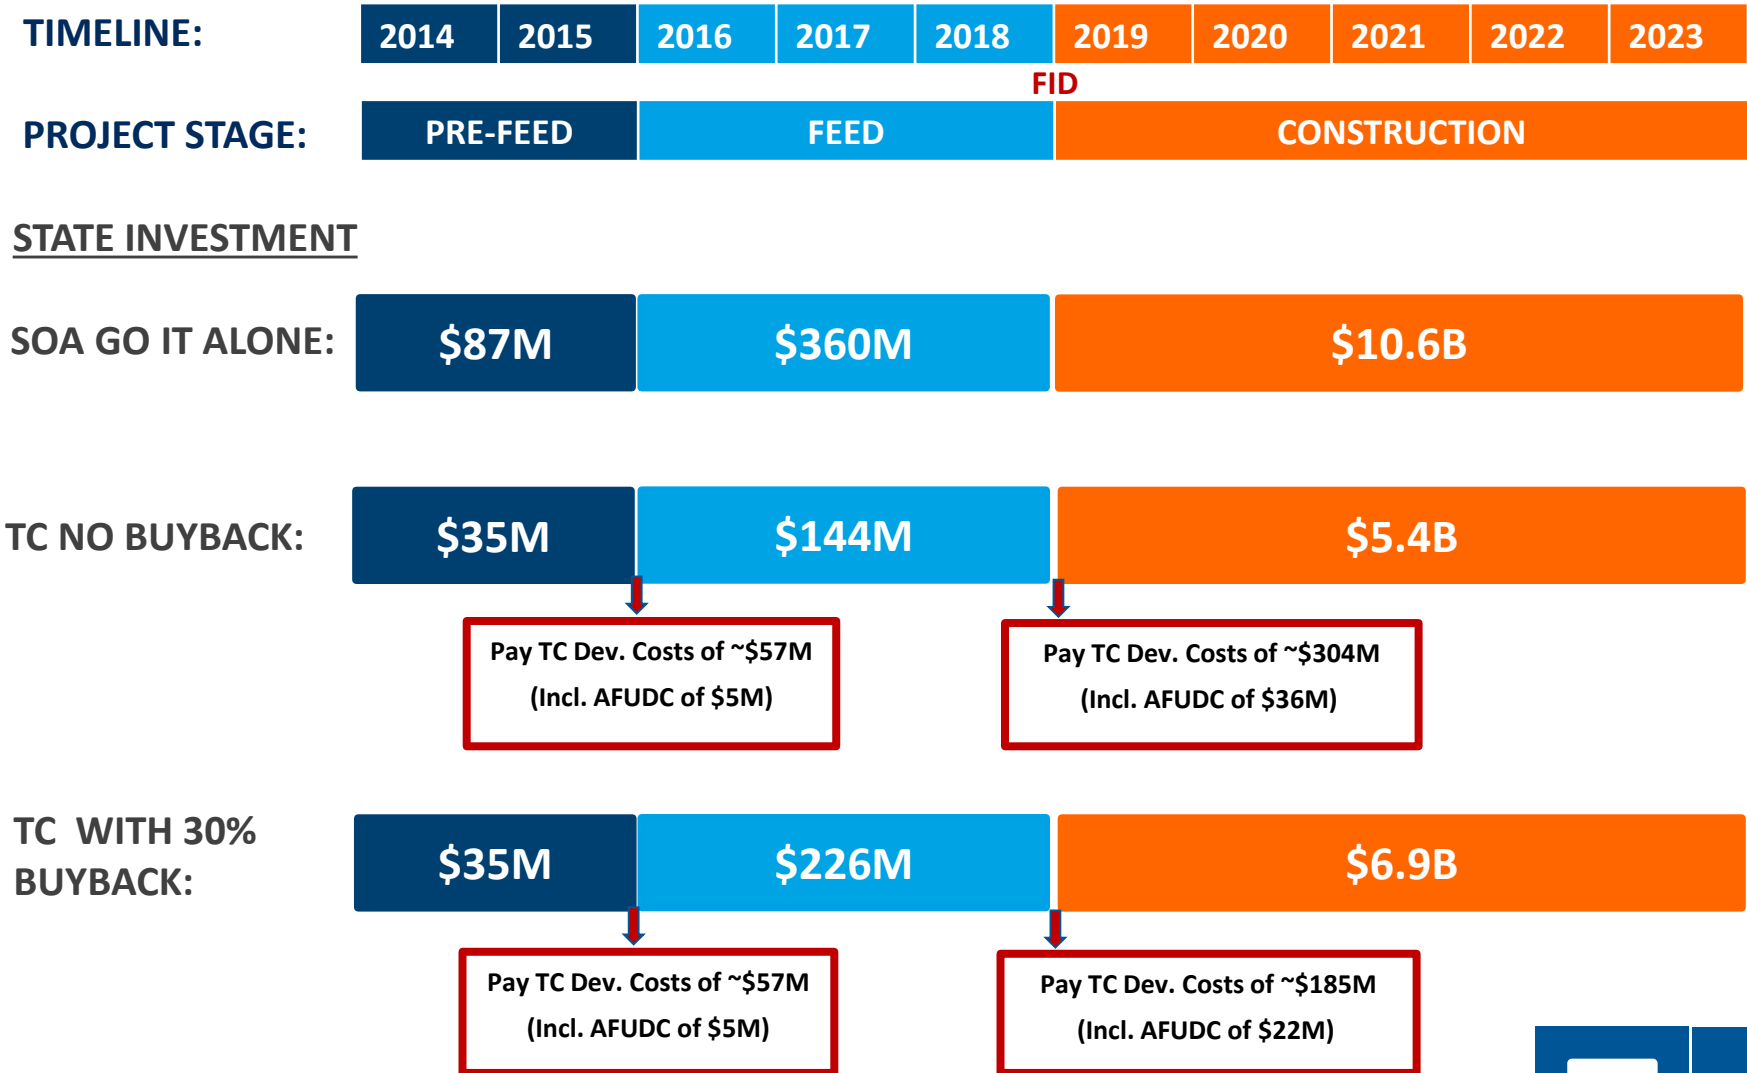 TIMELINE:
2014 2015 2016 2017 2018 2019 2020 2021 2022 2023
FID
PROJECT STAGE:
PRE-FEED FEED CONSTRUCTION
STATE INVESTMENT
SOA GO IT ALONE:
$87M $360M $10.6B
TC NO BUYBACK:
$35M $144M $5.4B
Pay TC Dev. Costs of ~$57M
(Incl. AFUDC of $5M)
Pay TC Dev. Costs of ~$304M
(Incl. AFUDC of $36M)
TC WITH 30%
BUYBACK:
$35M $226M $6.9B
Pay TC Dev. Costs of ~$57M
(Incl. AFUDC of $5M)
Pay TC Dev. Costs of ~$185M
(Incl. AFUDC of $22M)